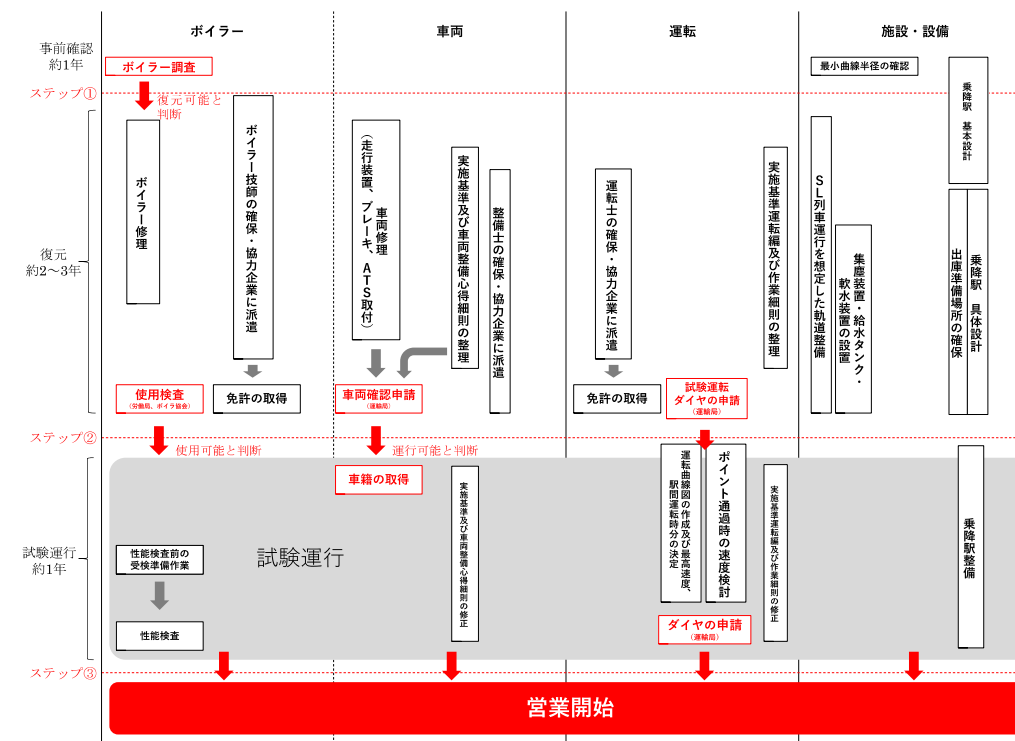 ボイラー
車両
運転
施設・設備
事前確認
約1年
ボイラー調査
最小曲線半径の確認
乗降駅　基本設計
ステップ①
復元可能と
判断
復元
約2〜3年
ボイラー修理
ボイラー技師の確保・協力企業に派遣
車両修理
（走行装置、ブレーキ、ATS取付）
実施基準及び車両整備心得細則の整理
整備士の確保・協力企業に派遣
運転士の確保・協力企業に派遣
実施基準運転編及び作業細則の整理
SL列車運行を想定した軌道整備
集塵装置・給水タンク・
軟水装置の設置
乗降駅　具体設計
出庫準備場所の確保
使用検査
（労働局、ボイラ協会）
免許の取得
車両確認申請
（運輸局）
免許の取得
試験運転
ダイヤの申請
（運輸局）
ステップ②
使用可能と判断
運行可能と判断
試験運行
約1年
車籍の取得
性能検査前の
受検準備作業
性能検査
試験運行
実施基準及び車両整備心得細則の修正
運転曲線図の作成及び最高速度、
駅間運転時分の決定
ポイント通過時の速度検討
実施基準運転編及び作業細則の修正
乗降駅整備
ダイヤの申請
（運輸局）
ステップ③
営業開始